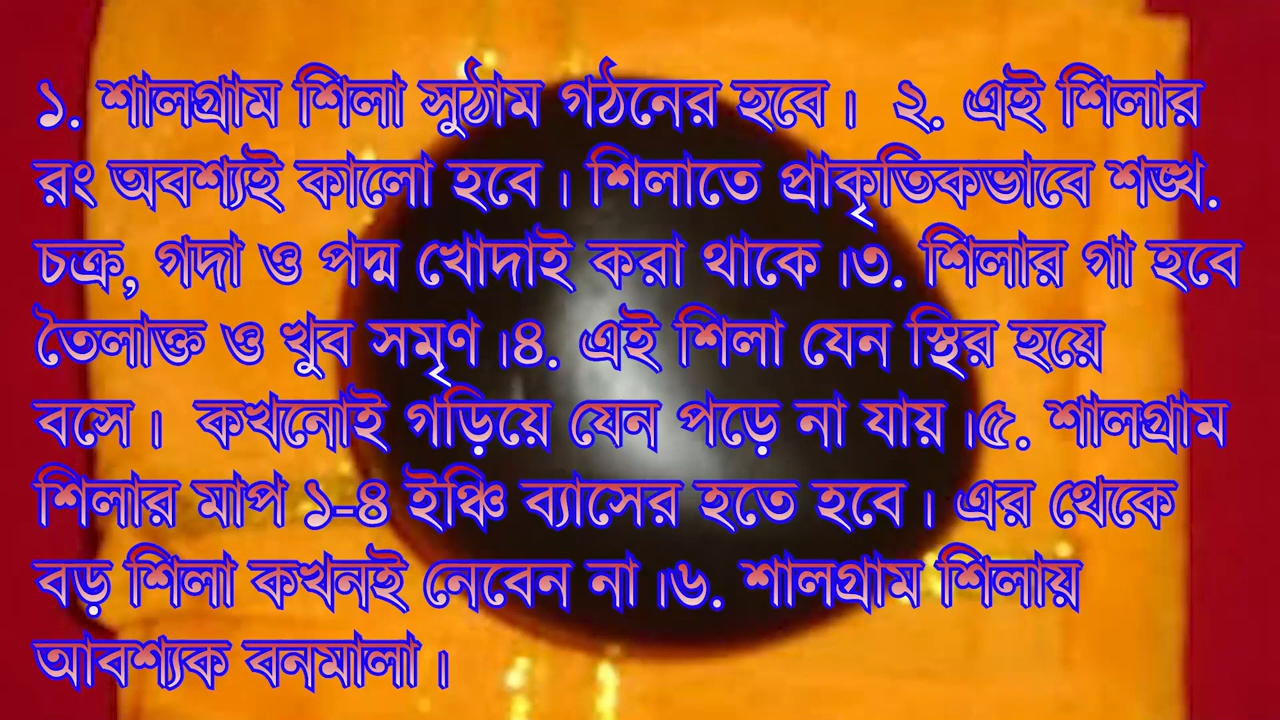 ১. শালগ্রাম শিলা সুঠাম গঠনের হবে। ২. এই শিলার
রং অবশ্যই কালো হবে। শিলাতে প্রাকৃতিকভাবে শঙ্খ.
চক্র, গদা ও পদ্ম খোদাই করা থাকে।৩. শিলার গা হবে
তৈলাক্ত ও খুব সমৃণ।৪. এই শিলা যেন স্থির হয়ে
বসে। কখনোই গড়িয়ে যেন পড়ে না যায়।৫. শালগ্রাম
শিলার মাপ ১-৪ ইঞ্চি ব্যাসের হতে হবে। এর থেকে
বড় শিলা কখনই নেবেন না।৬. শালগ্রাম শিলায়
আবশ্যক বনমালা।